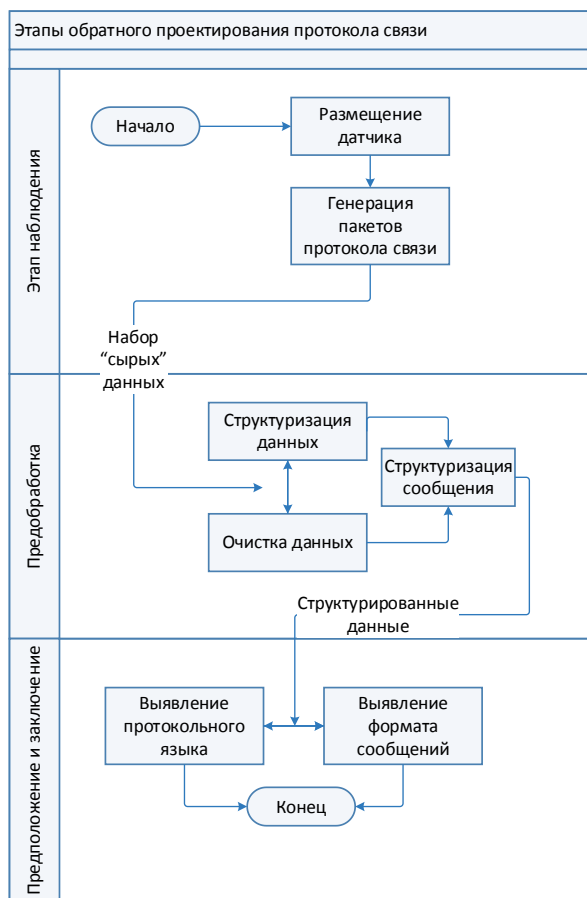 Этапы обратного проектирования протокола связи
Этап наблюдения
Начало
Размещение
датчика
Генерация
пакетов
протокола связи
Набор
“сырых”
данных
Предобработка
Структуризация
данных
Структуризация
сообщения
Очистка данных
Структурированные
данные
Предположение и заключение
Выявление
протокольного
языка
Выявление
формата
сообщений
Конец